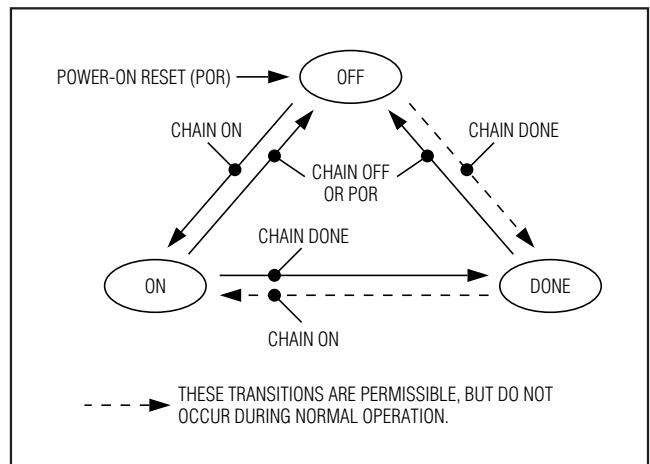 POWER-ON RESET (POR)
OFF
CHAIN ON
CHAIN DONE
CHAIN OFF
OR POR
CHAIN DONE
ON
DONE
CHAIN ON
THESE TRANSITIONS ARE PERMISSIBLE, BUT DO NOT
OCCUR DURING NORMAL OPERATION.